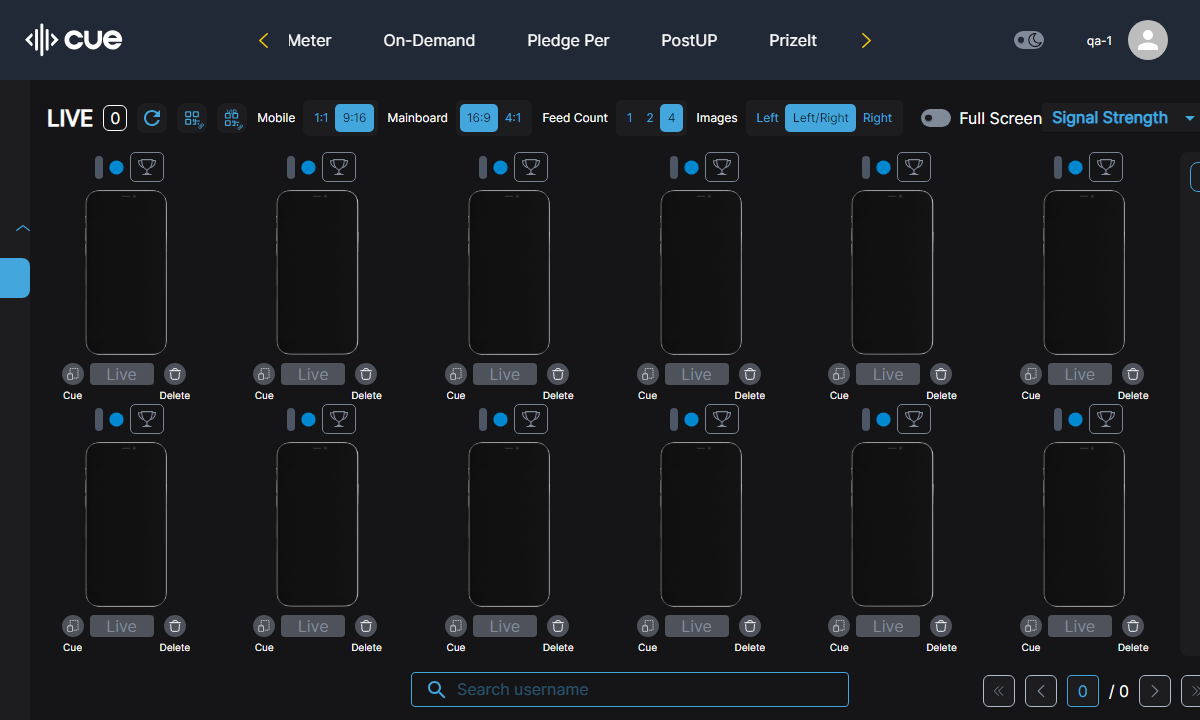 cue
Meter On-Demand Pledge Per PostUP PrizeIt
qa-1
LIVE 0 Mobile 1:1 9:16 Mainboard 16:9 4:1 Feed Count 1 2 4 Images Left Left/Right Right Full Screen Signal Strength
Live Live Live Live Live Live
Cue Delete Cue Delete Cue Delete Cue Delete Cue Delete Cue Delete
Live Live Live Live Live Live
Cue Delete Cue Delete Cue Delete Cue Delete Cue Delete Cue Delete
Search username
0 / 0